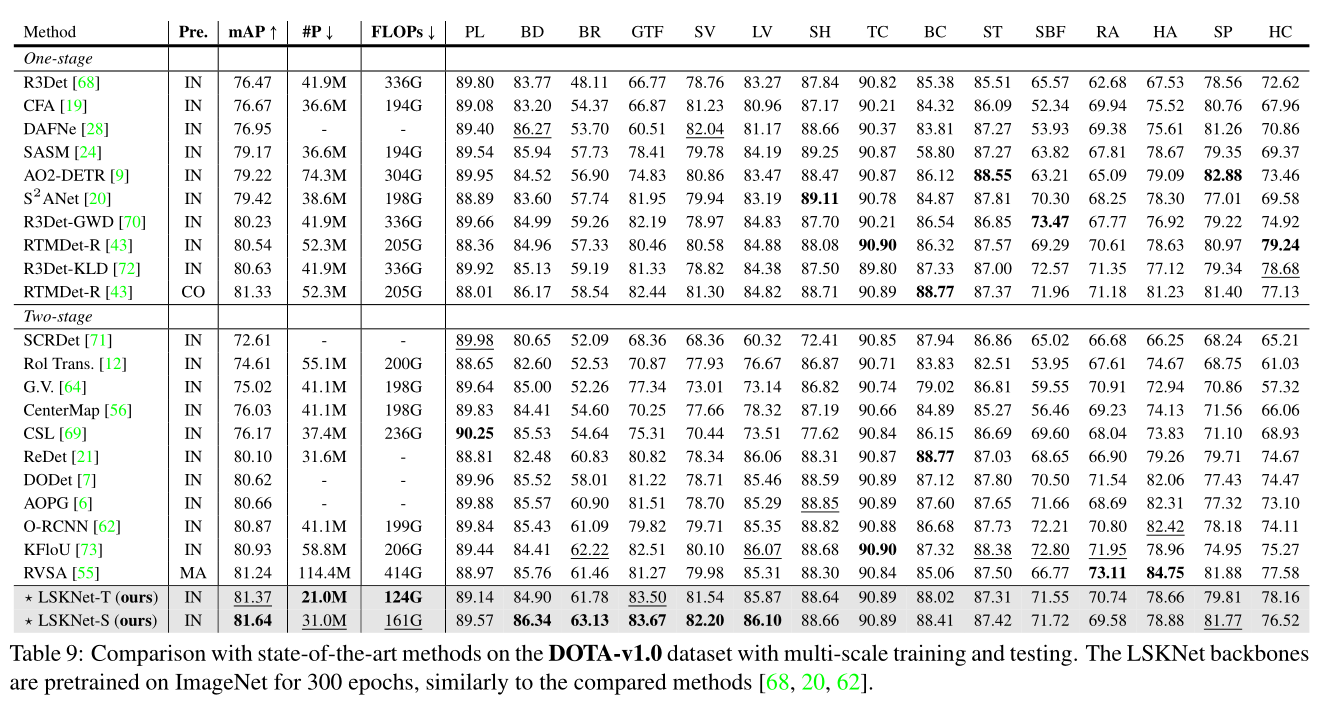 Method Pre. mAP ↑ #P ↓ FLOPs ↓ PL BD BR GTF SV LV SH TC BC ST SBF RA HA SP HC
One-stage
R3Det [68] IN 76.47 41.9M 336G 89.80 83.77 48.11 66.77 78.76 83.27 87.84 90.82 85.38 85.51 65.57 62.68 67.53 78.56 72.62
CFA [19] IN 76.67 36.6M 194G 89.08 83.20 54.37 66.87 81.23 80.96 87.17 90.21 84.32 86.09 52.34 69.94 75.52 80.76 67.96
DAFNe [28] IN 76.95 - - 89.40 86.27 53.70 60.51 82.04 81.17 88.66 90.37 83.81 87.27 53.93 69.38 75.61 81.26 70.86
SASM [24] IN 79.17 36.6M 194G 89.54 85.94 57.73 78.41 79.78 84.19 89.25 90.87 58.80 87.27 63.82 67.81 78.67 79.35 69.37
AO2-DETR [9] IN 79.22 74.3M 304G 89.95 84.52 56.90 74.83 80.86 83.47 88.47 90.87 86.12 88.55 63.21 65.09 79.09 82.88 73.46
S²ANet [20] IN 79.42 38.6M 198G 88.89 83.60 57.74 81.95 79.94 83.19 89.11 90.78 84.87 87.81 70.30 68.25 78.30 77.01 69.58
R3Det-GWD [70] IN 80.23 41.9M 336G 89.66 84.99 59.26 82.19 78.97 84.83 87.70 90.21 86.54 86.85 73.47 67.77 76.92 79.22 74.92
RTMDet-R [43] IN 80.54 52.3M 205G 88.36 84.96 57.33 80.46 80.58 84.88 88.08 90.90 86.32 87.57 69.29 70.61 78.63 80.97 79.24
R3Det-KLD [72] IN 80.63 41.9M 336G 89.92 85.13 59.19 81.33 78.82 84.38 87.50 89.80 87.33 87.00 72.57 71.35 77.12 79.34 78.68
RTMDet-R [43] CO 81.33 52.3M 205G 88.01 86.17 58.54 82.44 81.30 84.82 88.71 90.89 88.77 87.37 71.96 71.18 81.23 81.40 77.13
Two-stage
SCRDet [71] IN 72.61 - - 89.98 80.65 52.09 68.36 68.36 60.32 72.41 90.85 87.94 86.86 65.02 66.68 66.25 68.24 65.21
RoI Trans. [12] IN 74.61 55.1M 200G 88.65 82.60 52.53 70.87 77.93 76.67 86.87 90.71 83.83 82.51 53.95 67.61 74.67 68.75 61.03
G.V. [64] IN 75.02 41.1M 198G 89.64 85.00 52.26 77.34 73.01 73.14 86.82 90.74 79.02 86.81 59.55 70.91 72.94 70.86 57.32
CenterMap [56] IN 76.03 41.1M 198G 89.83 84.41 54.60 70.25 77.66 78.32 87.19 90.66 84.89 85.27 56.46 69.23 74.13 71.56 66.06
CSL [69] IN 76.17 37.4M 236G 90.25 85.53 54.64 75.31 70.44 73.51 77.62 90.84 86.15 86.69 69.60 68.04 73.83 71.10 68.93
ReDet [21] IN 80.10 31.6M - 88.81 82.48 60.83 80.82 78.34 86.06 88.31 90.87 88.77 87.03 68.65 66.90 79.26 79.71 74.67
DODet [7] IN 80.62 - - 89.96 85.52 58.01 81.22 78.71 85.46 88.59 90.89 87.12 87.80 70.50 71.54 82.06 77.43 74.47
AOPG [6] IN 80.66 - - 89.88 85.57 60.90 81.51 78.70 85.29 88.85 90.89 87.60 87.65 71.66 68.69 82.31 77.32 73.10
O-RCNN [62] IN 80.87 41.1M 199G 89.84 85.43 61.09 79.82 79.71 85.35 88.82 90.88 86.68 87.73 72.21 70.80 82.42 78.18 74.11
KFloU [73] IN 80.93 58.8M 206G 89.44 84.41 62.22 82.51 80.10 86.07 88.68 90.90 87.32 88.38 72.80 71.95 78.96 74.95 75.27
RVSA [55] MA 81.24 114.4M 414G 88.97 85.76 61.46 81.27 79.98 85.31 88.30 90.84 85.06 87.50 66.77 73.11 84.75 81.88 77.58
⋆ LSKNet-T (ours) IN 81.37 21.0M 124G 89.14 84.90 61.78 83.50 81.54 85.87 88.64 90.89 88.02 87.31 71.55 70.74 78.66 79.81 78.16
⋆ LSKNet-S (ours) IN 81.64 31.0M 161G 89.57 86.34 63.13 83.67 82.20 86.10 88.66 90.89 88.41 87.42 71.72 69.58 78.88 81.77 76.52
Table 9: Comparison with state-of-the-art methods on the DOTA-v1.0 dataset with multi-scale training and testing. The LSKNet backbones
are pretrained on ImageNet for 300 epochs, similarly to the compared methods [68, 20, 62].